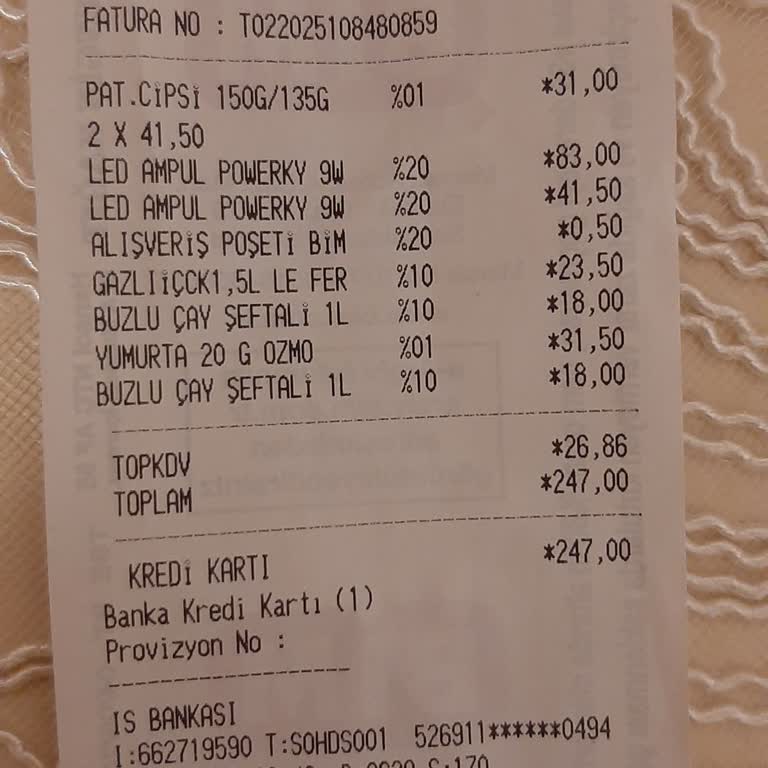 FATURA NO : T022025108480859
PAT.CİPSİ 150G/135G %01 *31,00
2 X 41,50
LED AMPUL POWERKY 9W %20 *83,00
LED AMPUL POWERKY 9W %20 *41,50
ALIŞVERİŞ POŞETİ BİM %20 *0,50
GAZLIİÇCK1,5L LE FER %10 *23,50
BUZLU ÇAY ŞEFTALİ 1L %10 *18,00
YUMURTA 20 G OZMO %01 *31,50
BUZLU ÇAY ŞEFTALİ 1L %10 *18,00
TOPKDV *26,86
TOPLAM *247,00
KREDİ KARTI *247,00
Banka Kredi Kartı (1)
Provizyon No :
IS BANKASI
I:662719590 T:S0HDS001 526911******0494